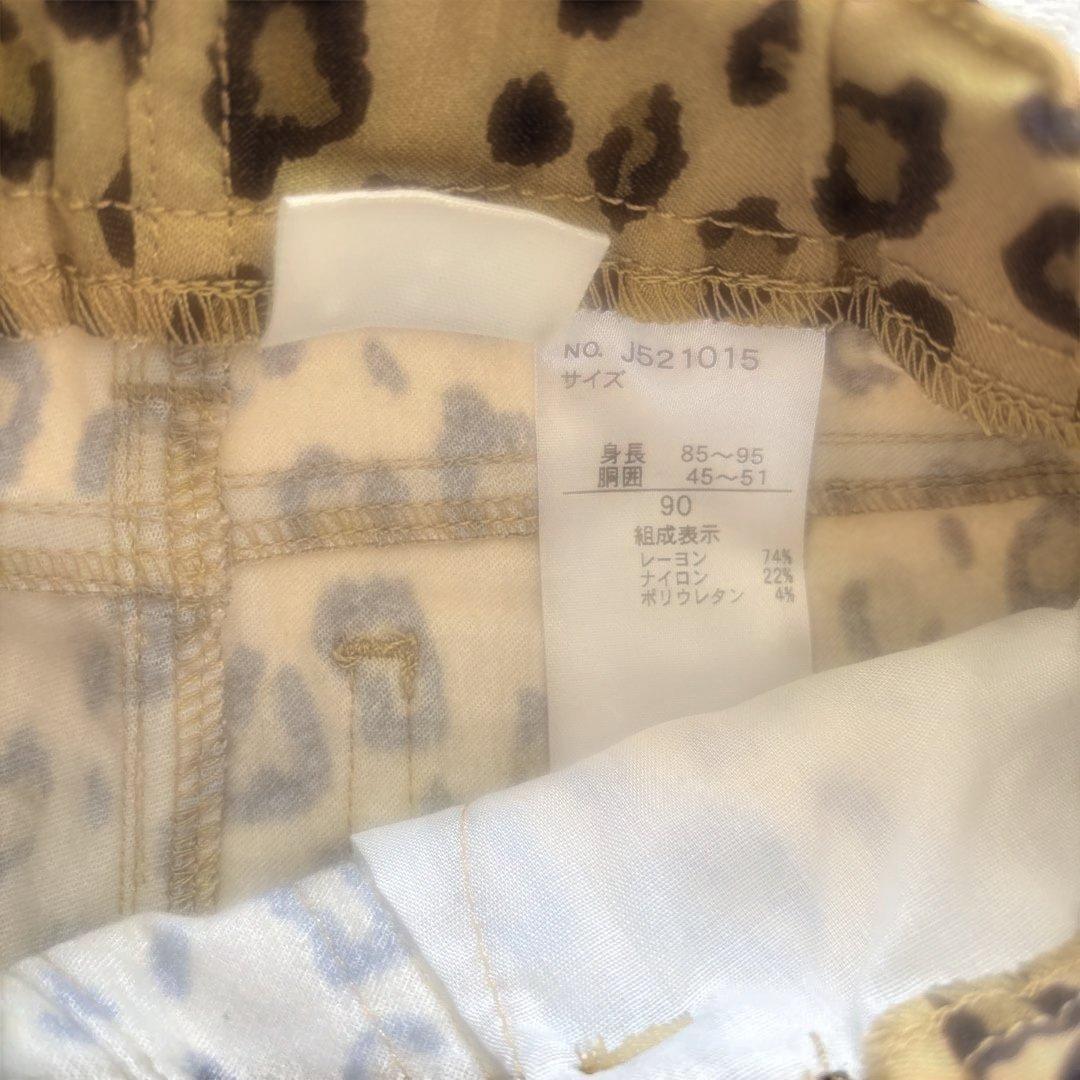 NO. J521015
サイズ
身長 85～95
胴囲 45～51
90
組成表示
レーヨン 74%
ナイロン 22%
ポリウレタン 4%